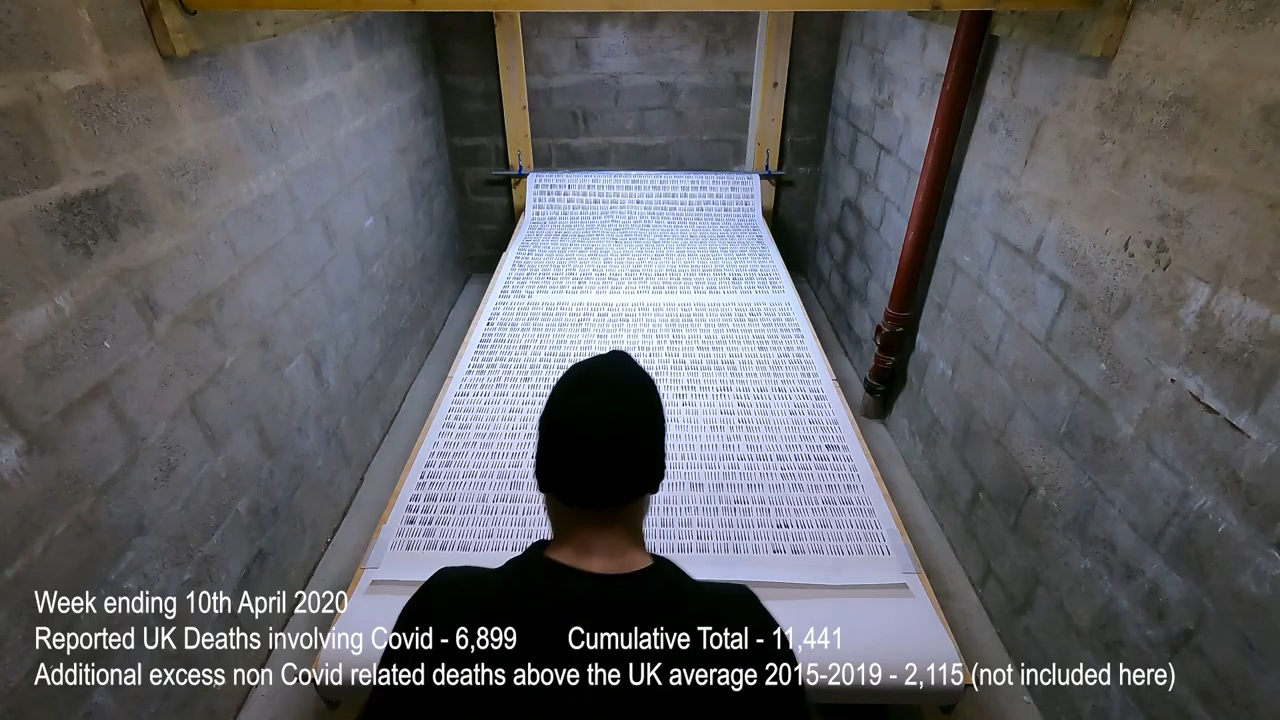 Week ending 10th April 2020
Reported UK Deaths involving Covid - 6,899 Cumulative Total - 11,441
Additional excess non Covid related deaths above the UK average 2015-2019 - 2,115 (not included here)